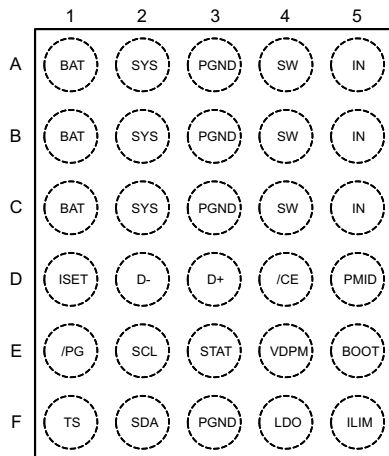 1 2 3 4 5
A BAT SYS PGND SW IN
B BAT SYS PGND SW IN
C BAT SYS PGND SW IN
D ISET D- D+ /CE PMID
E /PG SCL STAT VDPM BOOT
F TS SDA PGND LDO ILIM